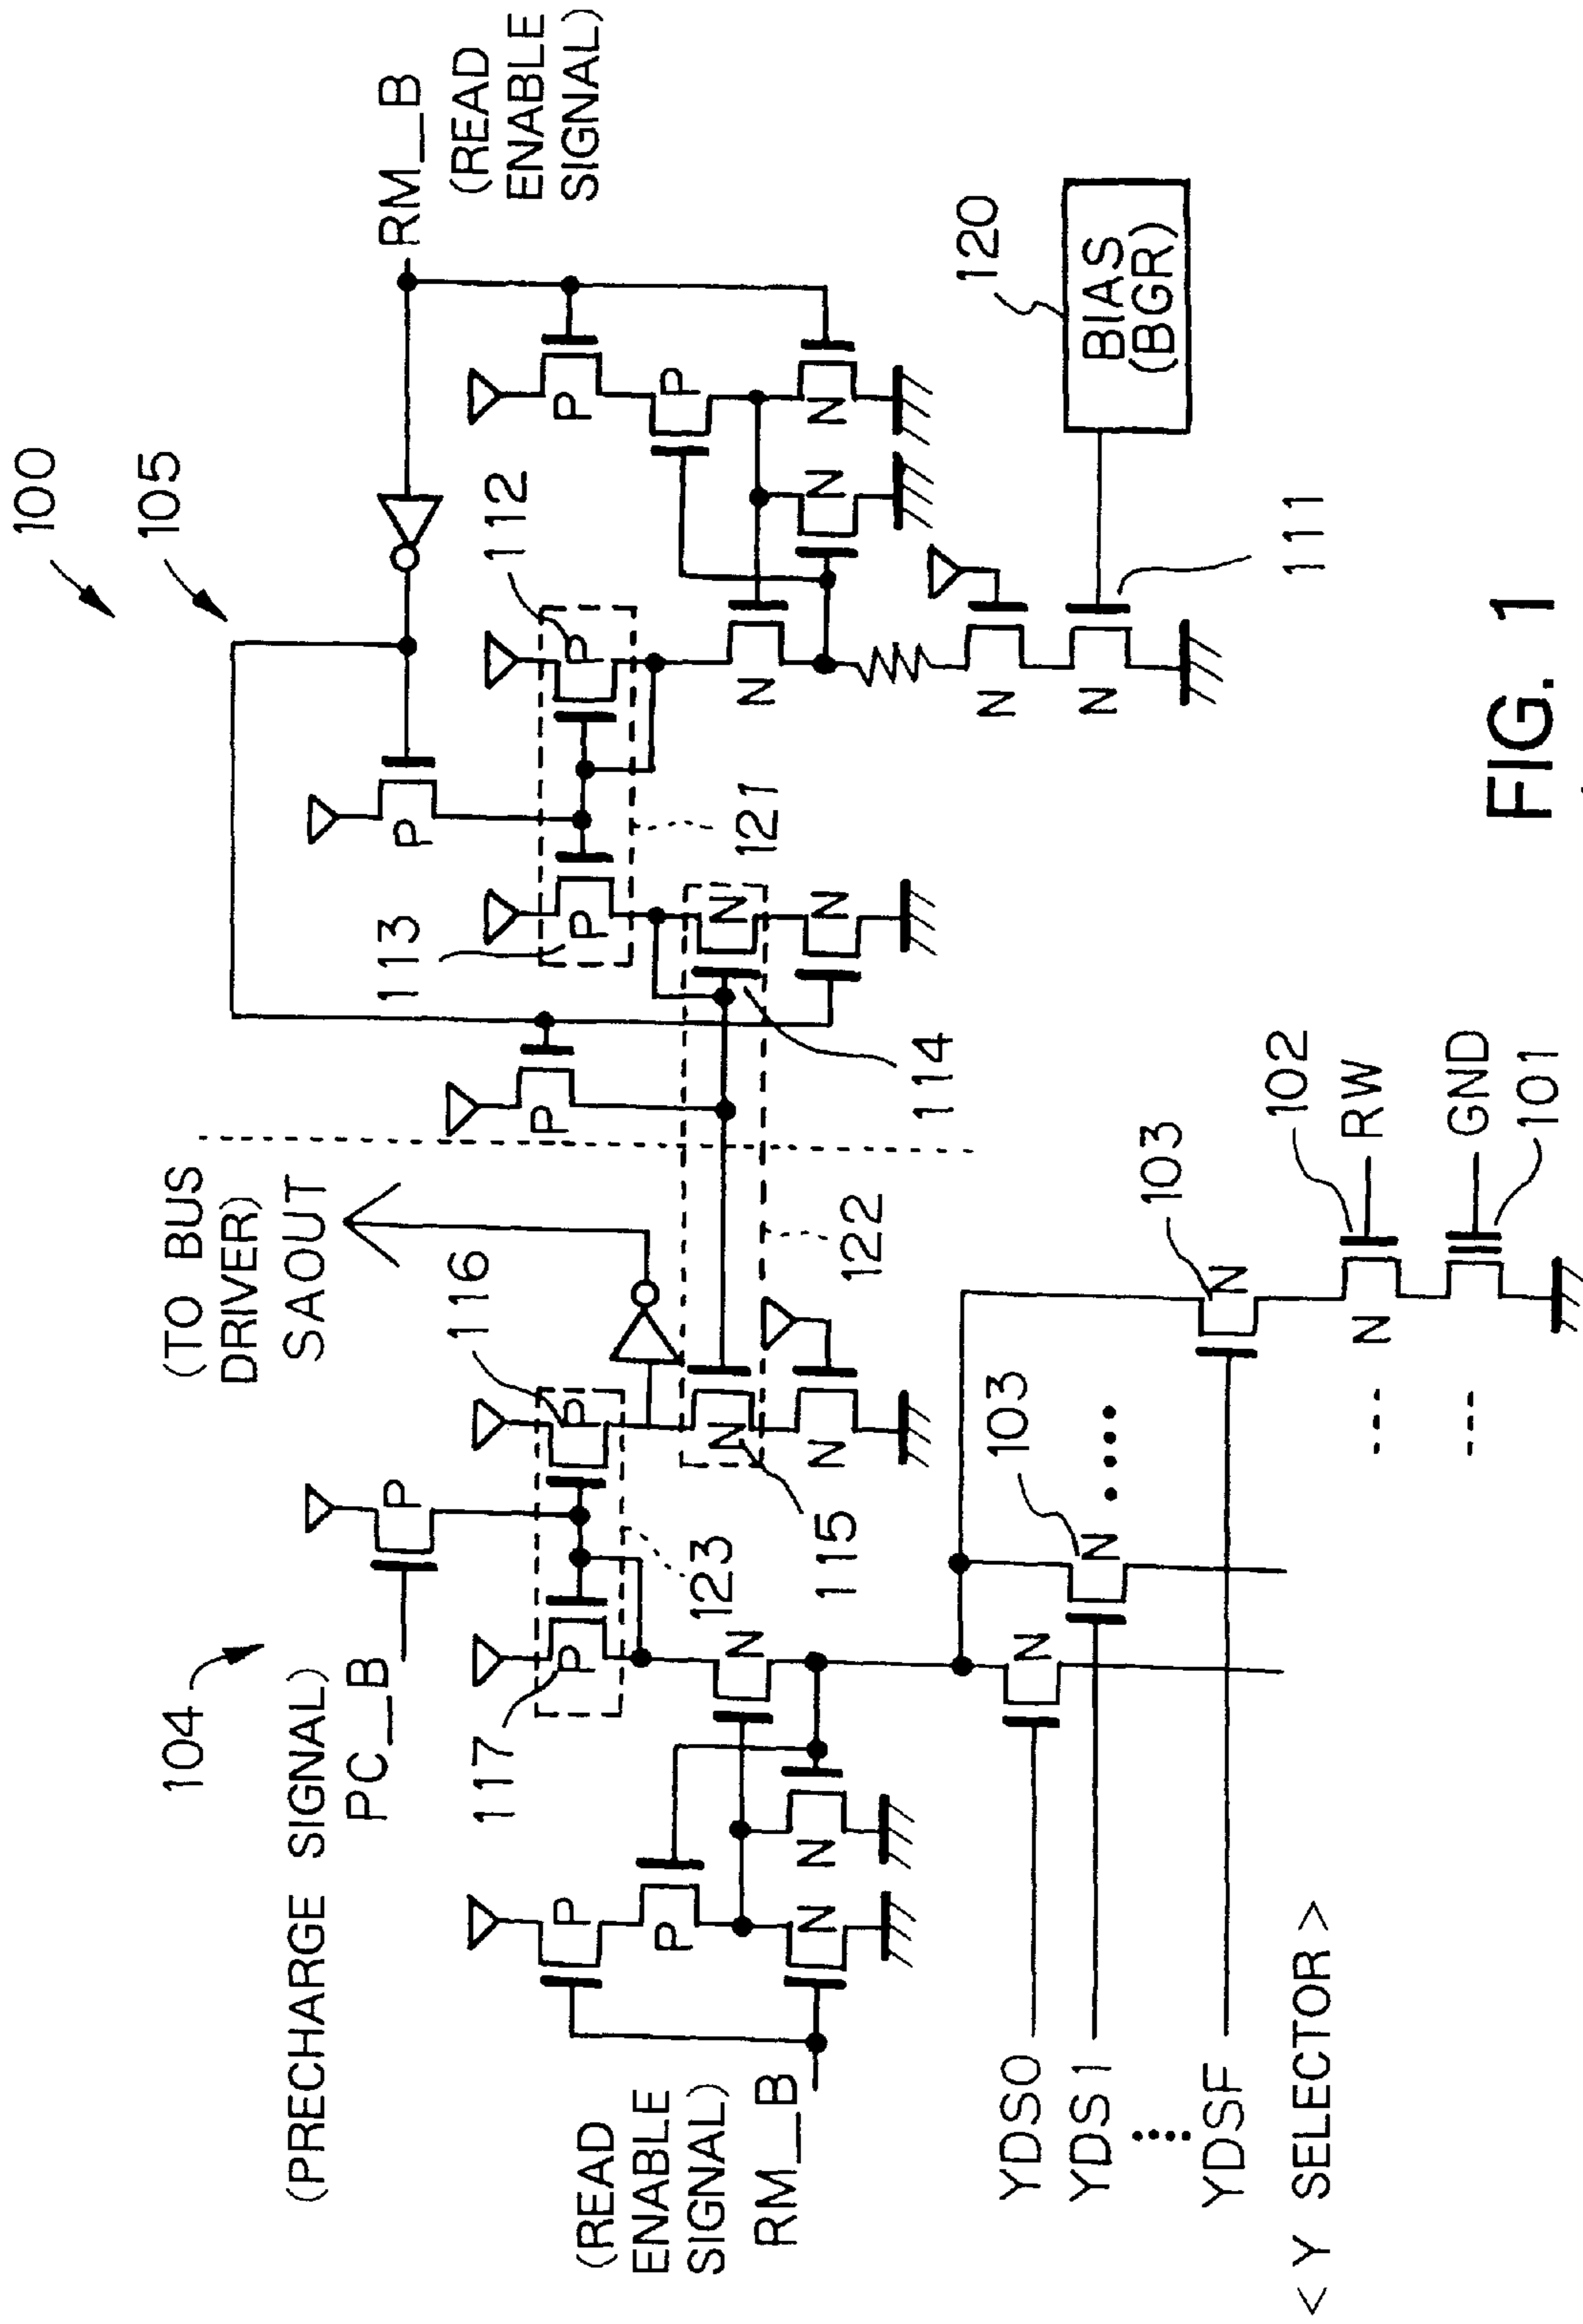 100
105
104
(PRECHARGE SIGNAL)
PC_B
(TO BUS
DRIVER)
SAOUT
RM_B
(READ
ENABLE
SIGNAL)
P
P
P
P
117
P
116
P
113
P
112
P
P
P
P
P
123
121
(READ
ENABLE
SIGNAL)
RM_B
N
N
N
N
115
N
122
N
114
N
N
N
N
N
120
BIAS
(BGR)
N
N
111
YDS0
YDS1
YDSF
N
103
N
103
N
102
RW
N
GND
101
< Y SELECTOR >
FIG. 1